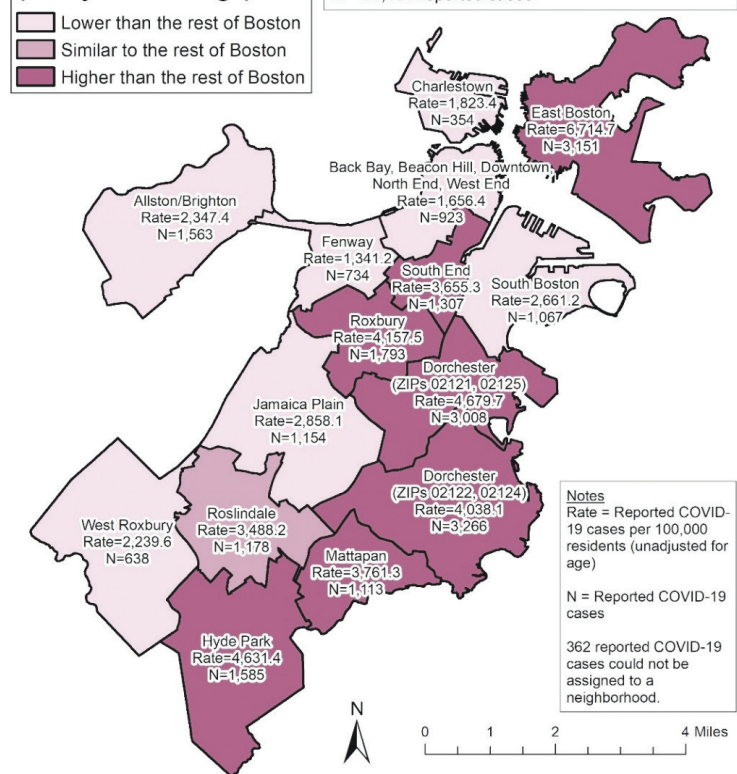 Lower than the rest of Boston
Similar to the rest of Boston
Higher than the rest of Boston
Charlestown
Rate=1,823.4
N=354
East Boston
Rate=6,714.7
N=3,151
Back Bay, Beacon Hill, Downtown,
North End, West End
Rate=1,656.4
N=923
Allston/Brighton
Rate=2,347.4
N=1,563
Fenway
Rate=1,341.2
N=734
South End
Rate=3,655.3
N=1,307
South Boston
Rate=2,661.2
N=1,067
Roxbury
Rate=4,157.5
N=1,793
Dorchester
(ZIPs 02121, 02125)
Rate=4,679.7
N=3,008
Jamaica Plain
Rate=2,858.1
N=1,154
Dorchester
(ZIPs 02122, 02124)
Rate=4,038.1
N=3,266
West Roxbury
Rate=2,239.6
N=638
Roslindale
Rate=3,488.2
N=1,178
Mattapan
Rate=3,761.3
N=1,113
Hyde Park
Rate=4,631.4
N=1,585
Notes
Rate = Reported COVID-
19 cases per 100,000
residents (unadjusted for
age)
N = Reported COVID-19
cases
362 reported COVID-19
cases could not be
assigned to a
neighborhood.
N
0 1 2 4 Miles